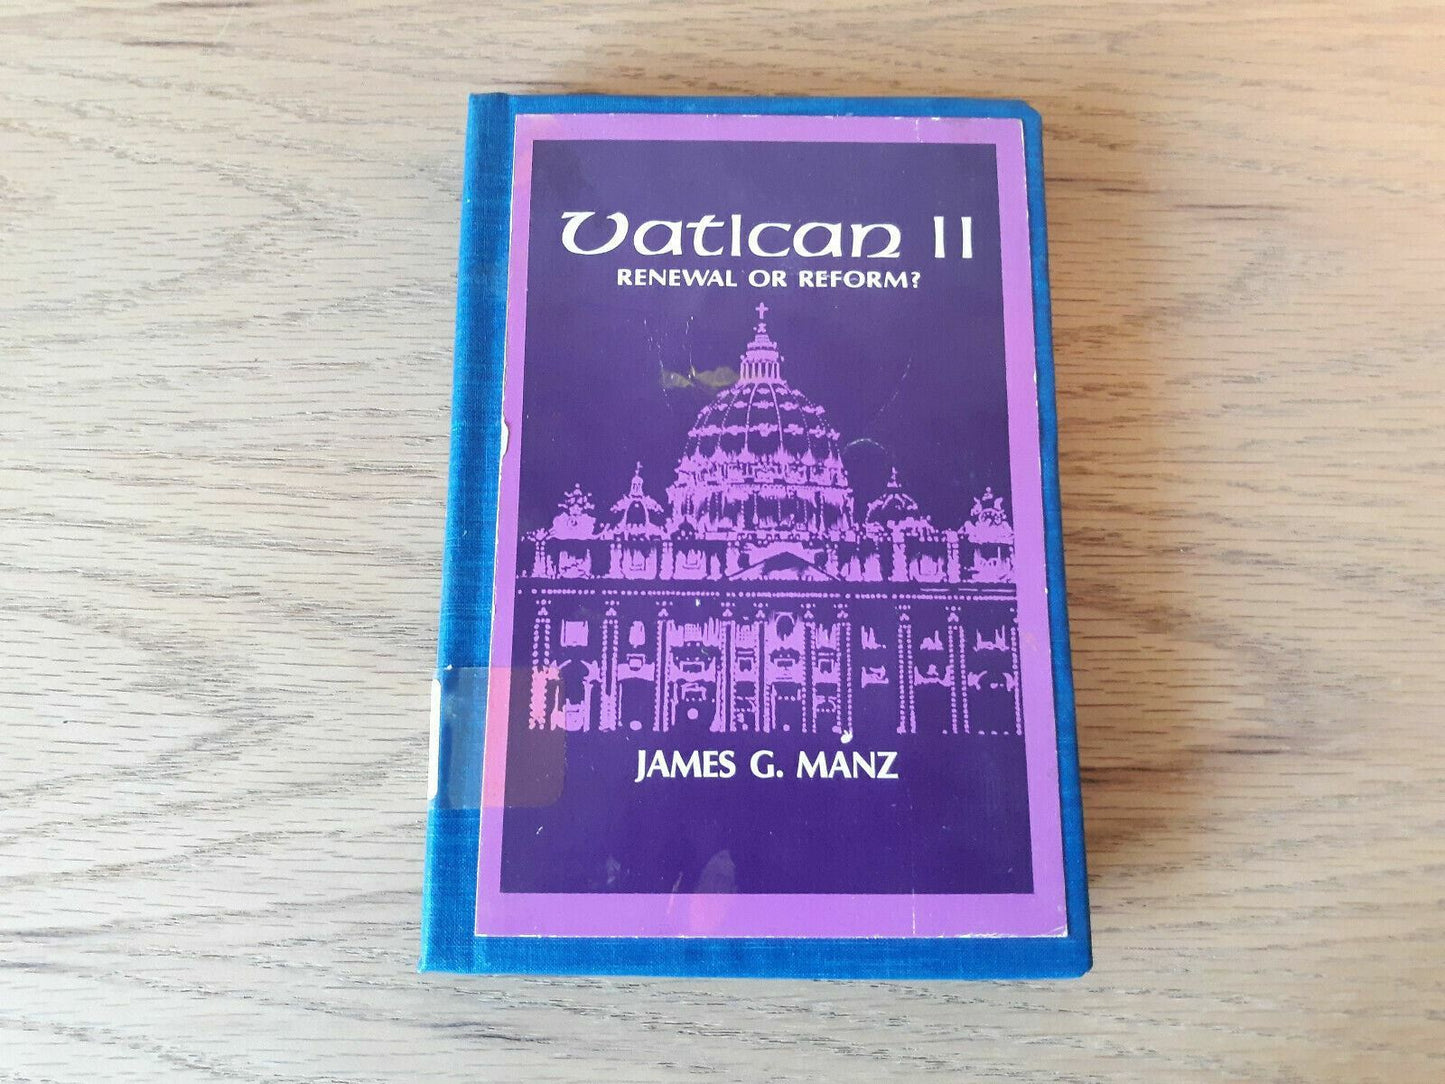 Vatican II
RENEWAL OR REFORM?
JAMES G. MANZ